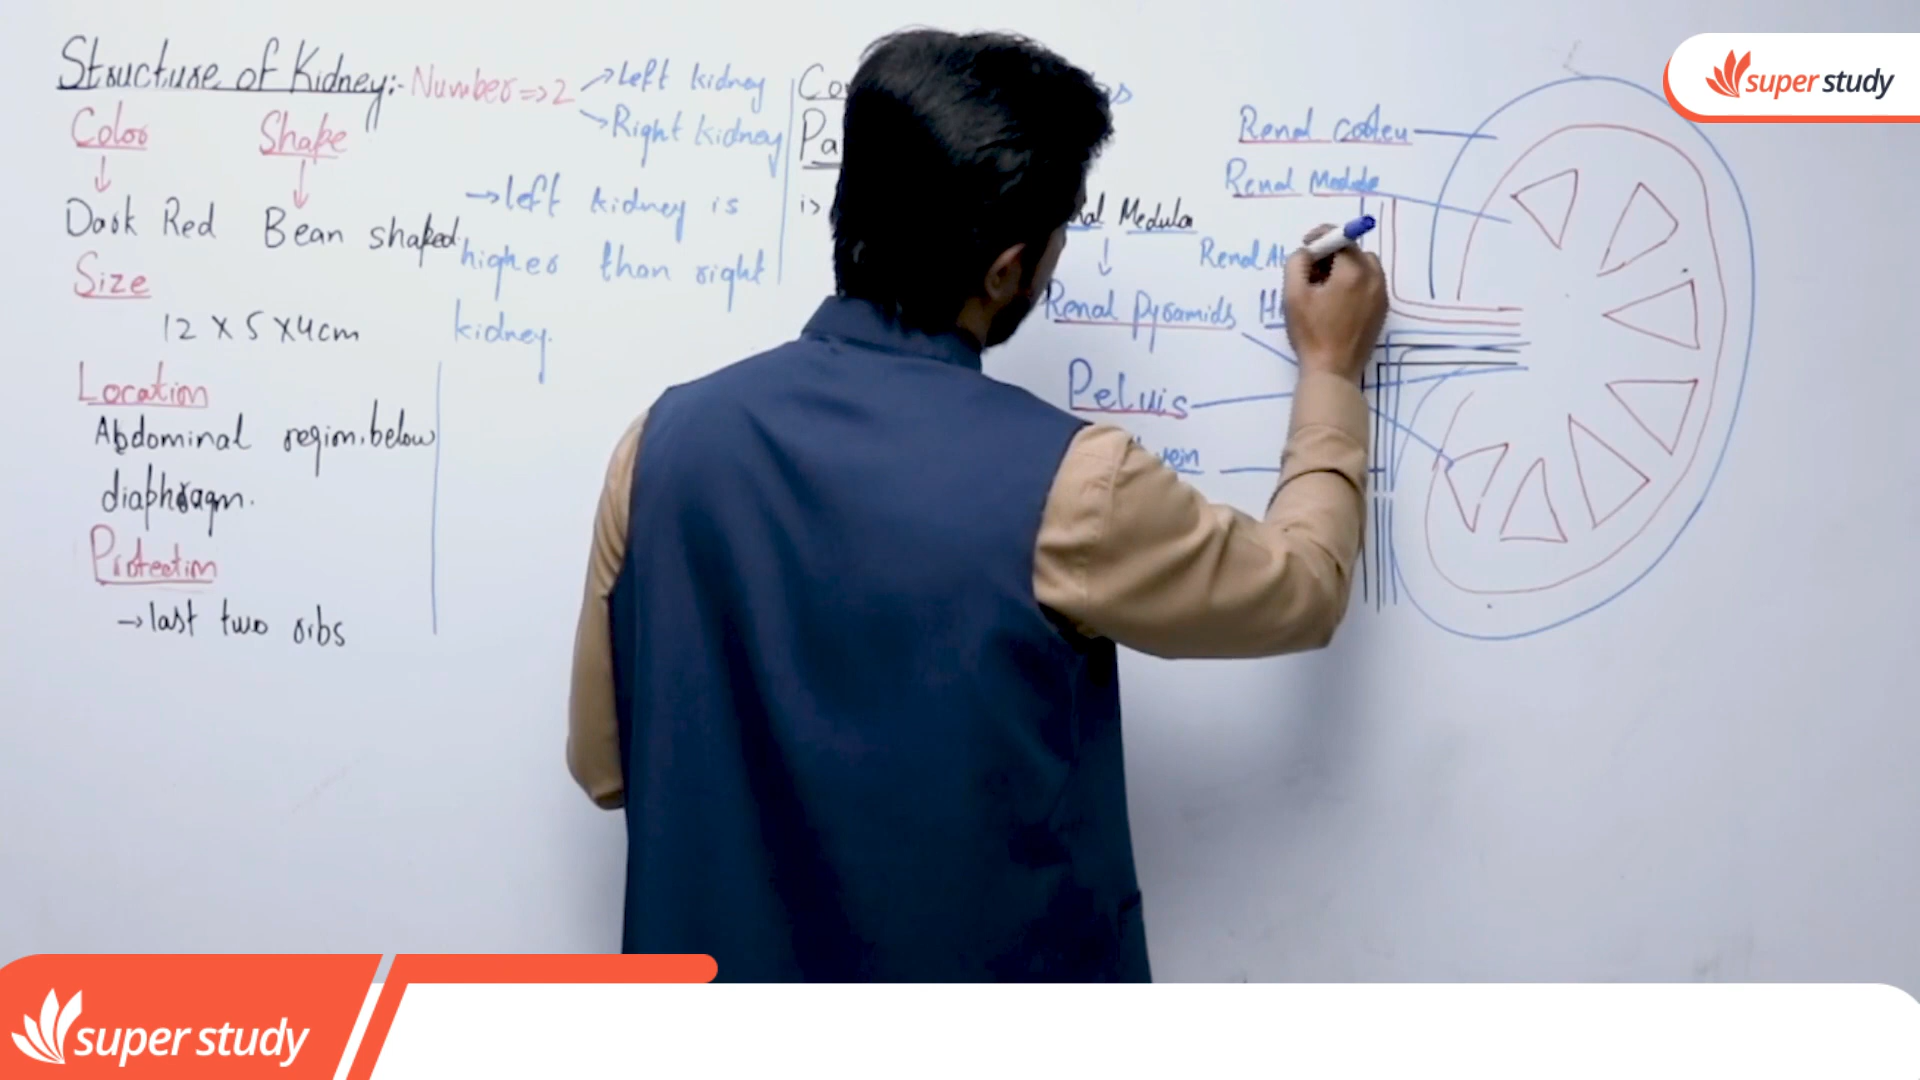 Structure of Kidney:- Number => 2
Left kidney
Right kidney
Color
Shape
Dark Red
Bean shaped
→ left kidney is
higher than right
kidney.
Size
12 X 5 X 4cm
Location
Abdominal region. below
diaphragm.
Protection
→ last two ribs
is
Medula
Renal Pyramids
Renal
Renal
Renal
Pelvis
vein
super study
super study